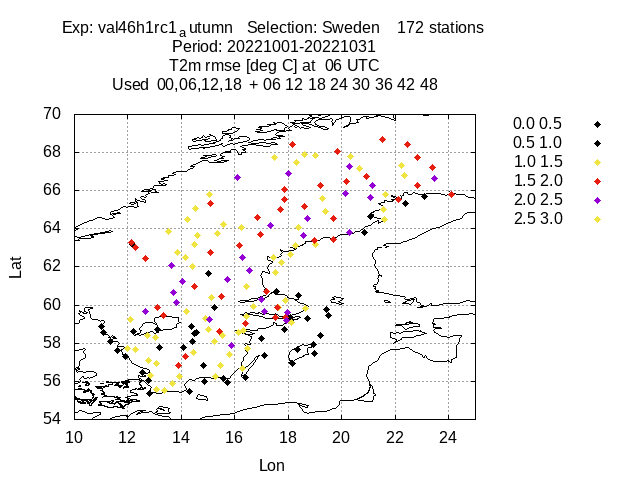 Exp: val46h1rc1autumn Selection: Sweden 172 stations
Period: 20221001-20221031
T2m rmse [deg C] at 06 UTC
Used 00,06,12,18 + 06 12 18 24 30 36 42 48
70
68
66
64
62
60
58
56
54
10 12 14 16 18 20 22 24
Lat
Lon
0.0 0.5
0.5 1.0
1.0 1.5
1.5 2.0
2.0 2.5
2.5 3.0